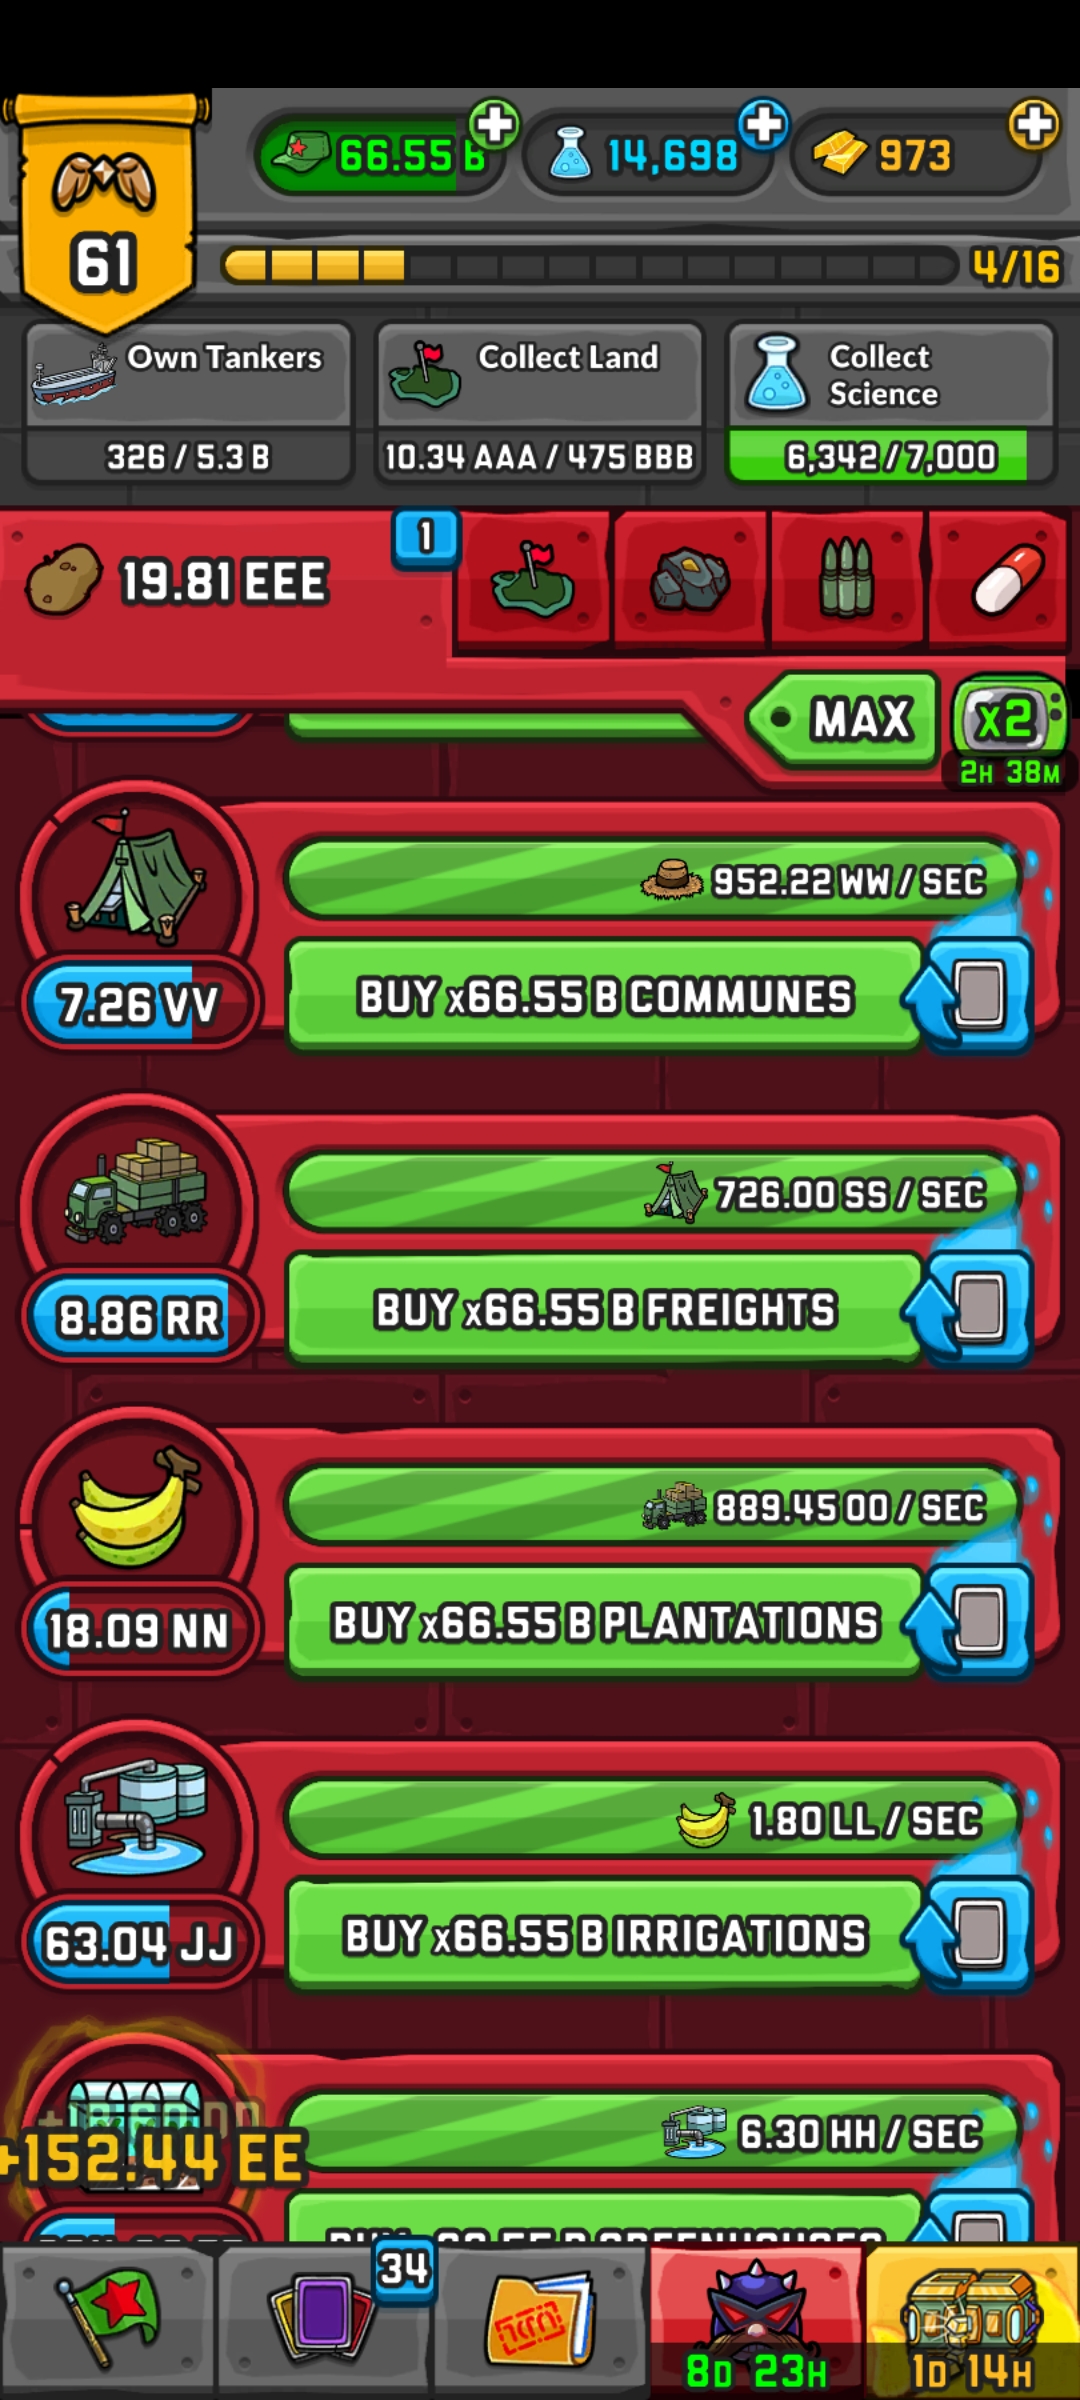 66.55 B
14,698
973
61
4/16
Own Tankers
326 / 5.3 B
Collect Land
10.34 AAA / 475 BBB
Collect
Science
6,342 / 7,000
19.81 EEE
1
MAX
x2
2H 38M
952.22 WW / SEC
7.26 VV
BUY x66.55 B COMMUNES
726.00 SS / SEC
8.86 RR
BUY x66.55 B FREIGHTS
889.45 OO / SEC
18.09 NN
BUY x66.55 B PLANTATIONS
1.80 LL / SEC
63.04 JJ
BUY x66.55 B IRRIGATIONS
6.30 HH / SEC
+152.44 EE
34
8D 23H
1D 14H